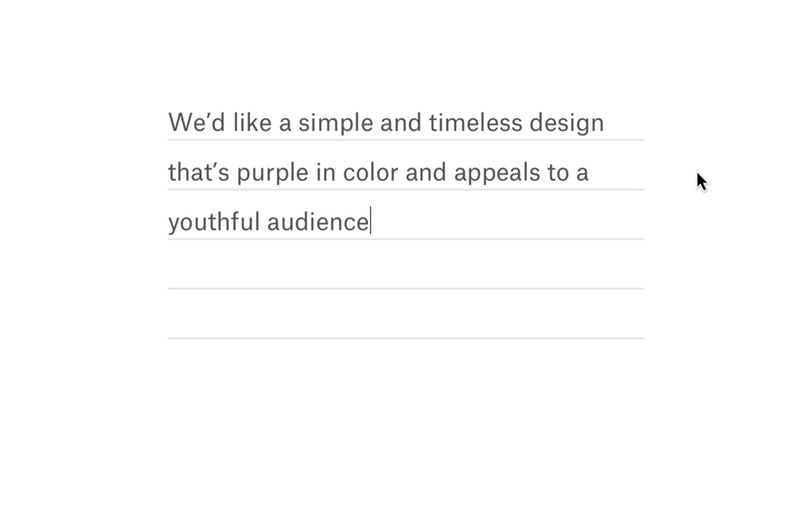 We’d like a simple and timeless design
that’s purple in color and appeals to a
youthful audience